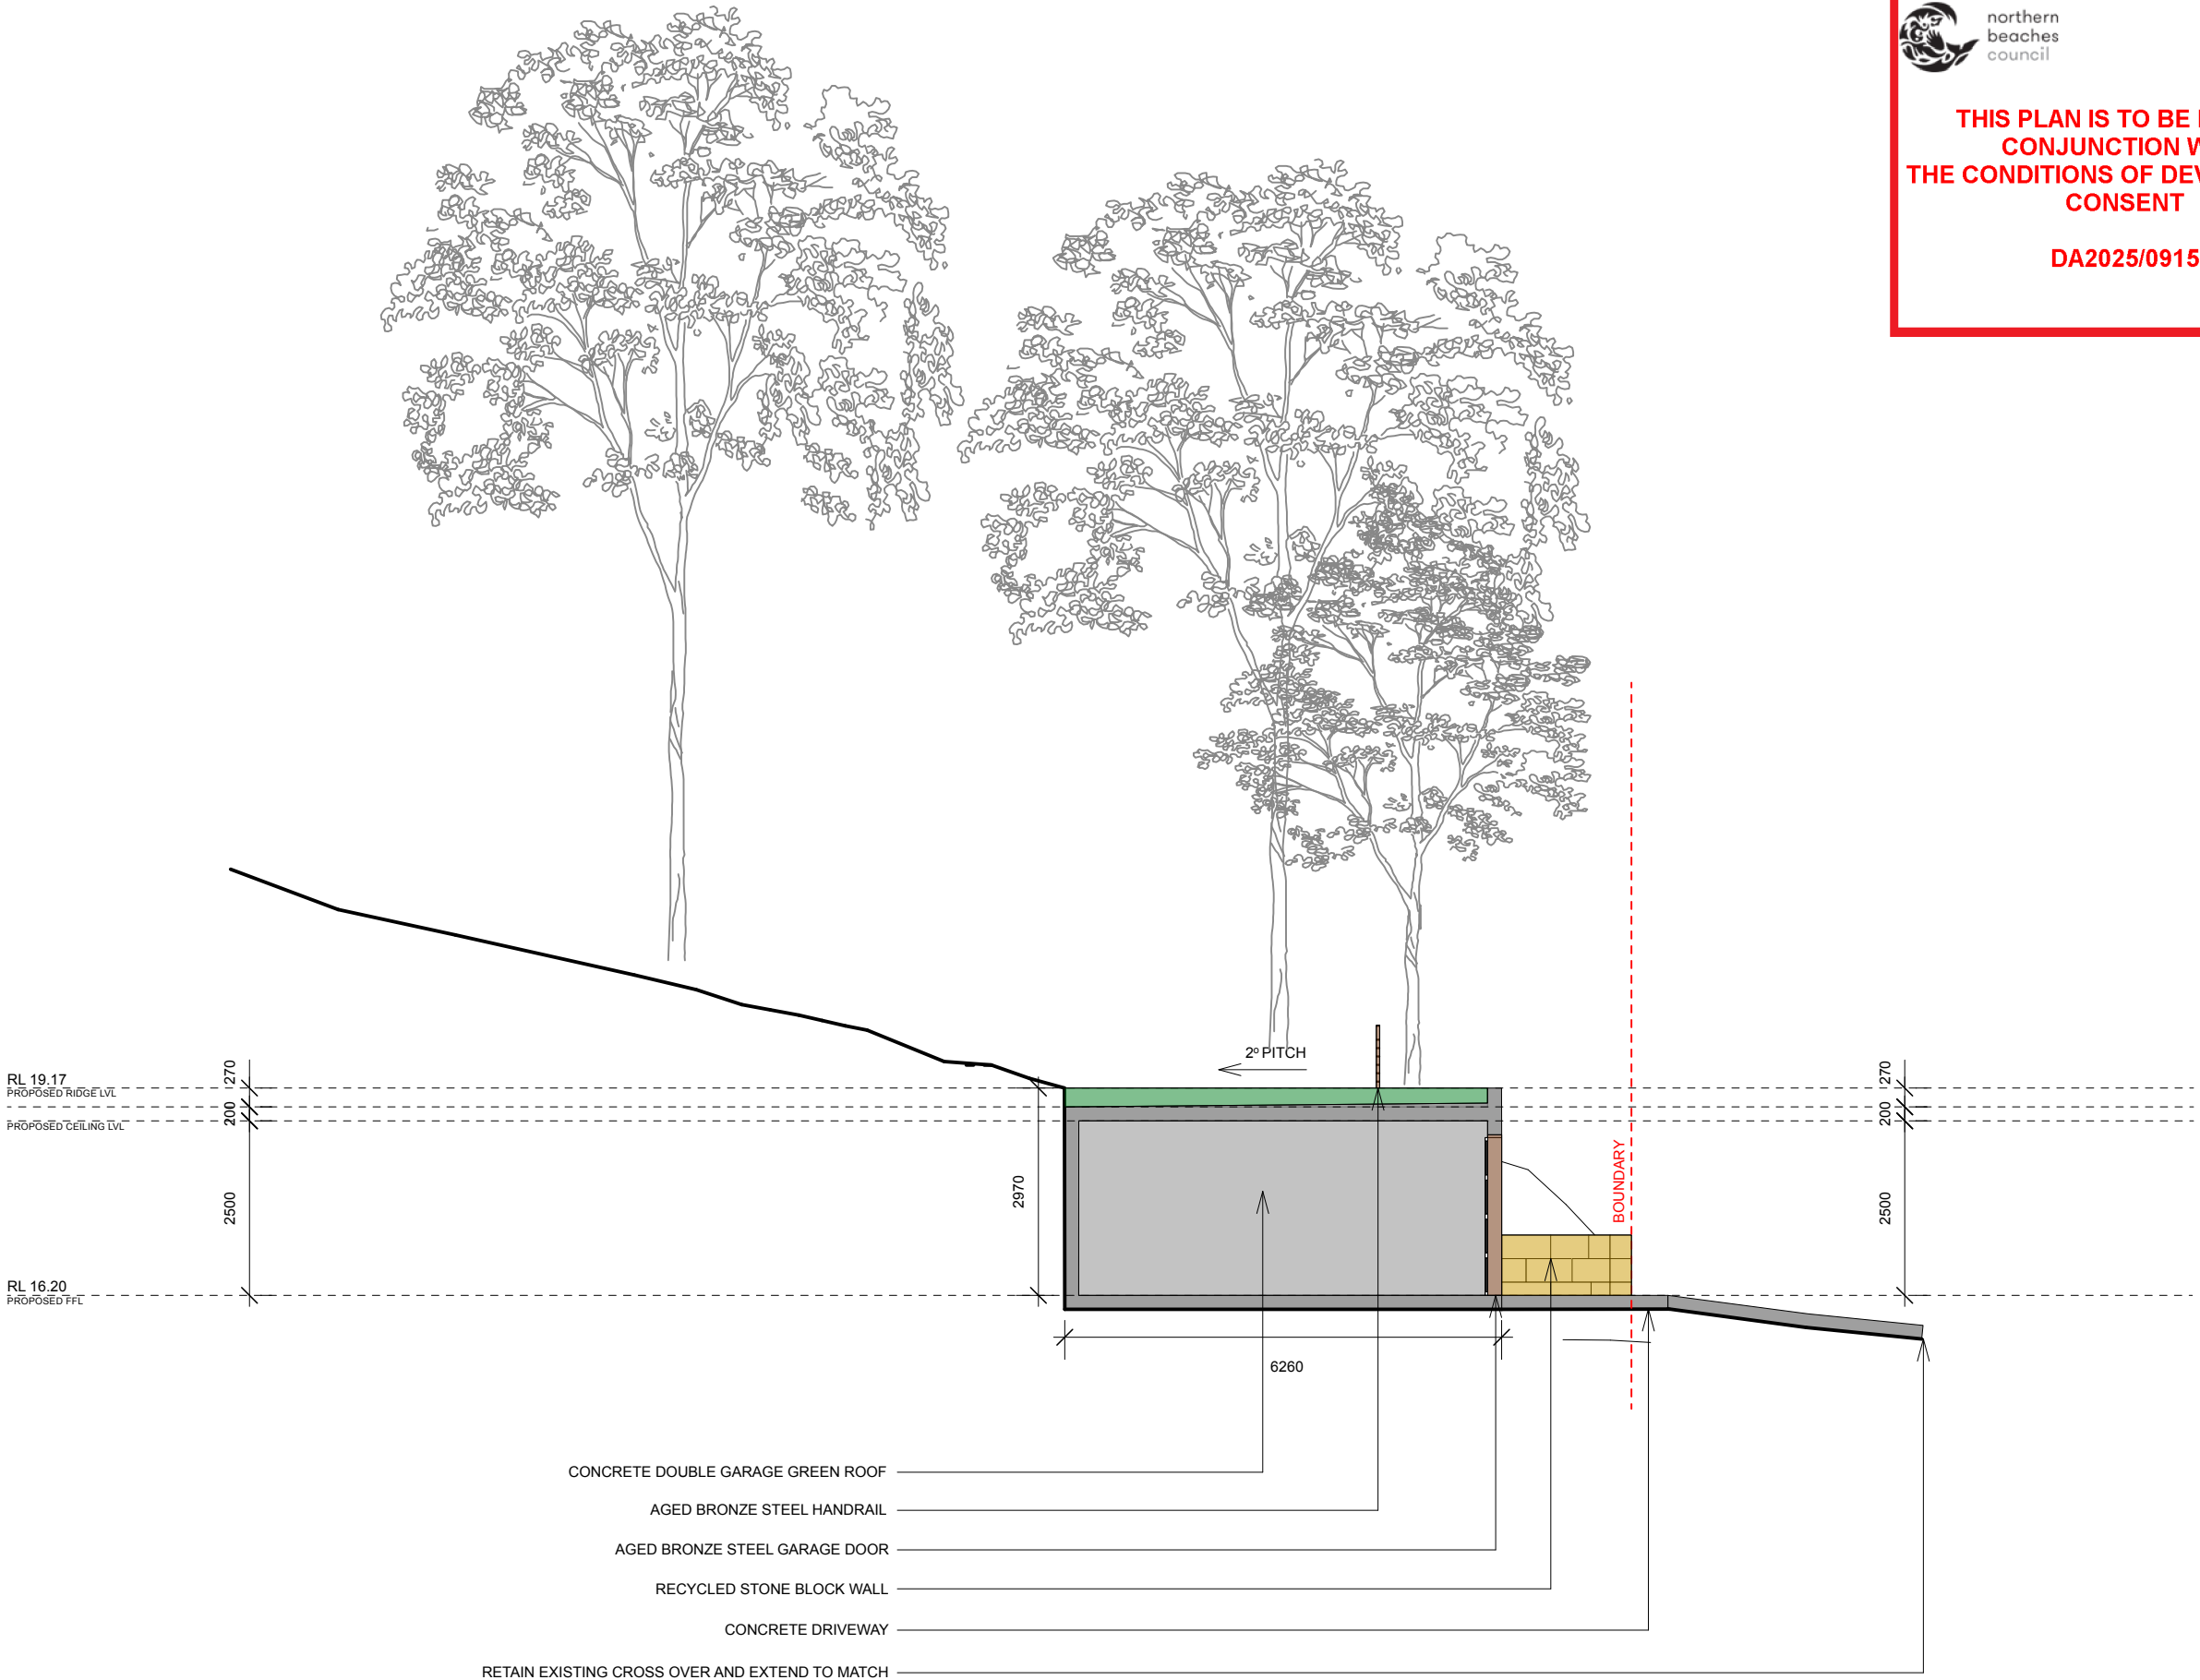 northern
beaches
council
THIS PLAN IS TO BE
CONJUNCTION
THE CONDITIONS OF
CONSENT
DA2025/0915
2º PITCH
RL 19.17
PROPOSED RIDGE LVL
PROPOSED CEILING LVL
RL 16.20
PROPOSED FFL
270
200
2500
2970
6260
BOUNDARY
270
200
2500
CONCRETE DOUBLE GARAGE GREEN ROOF
AGED BRONZE STEEL HANDRAIL
AGED BRONZE STEEL GARAGE DOOR
RECYCLED STONE BLOCK WALL
CONCRETE DRIVEWAY
RETAIN EXISTING CROSS OVER AND EXTEND TO MATCH